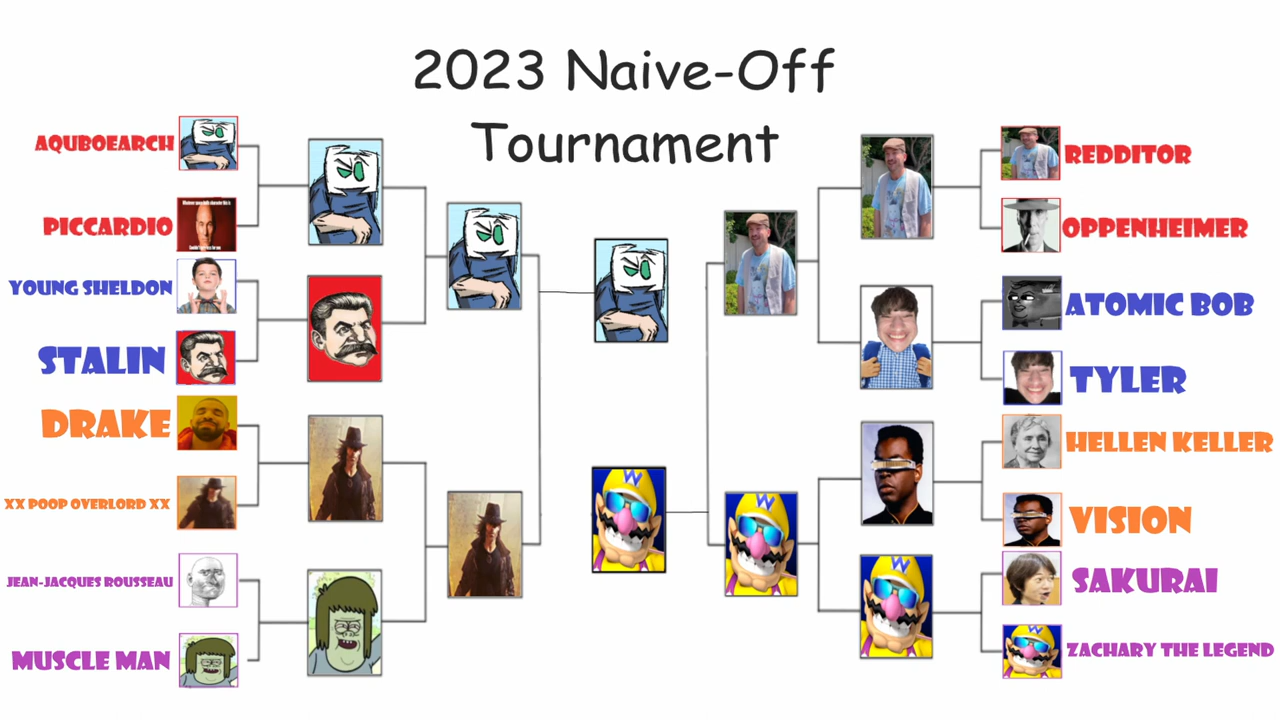 2023 Naive-Off
Tournament
AQUBOEARCH
PICCARDIO
YOUNG SHELDON
STALIN
DRAKE
XX POOP OVERLORD XX
JEAN-JACQUES ROUSSEAU
MUSCLE MAN
REDDITOR
OPPENHEIMER
ATOMIC BOB
TYLER
HELLEN KELLER
VISION
SAKURAI
ZACHARY THE LEGEND